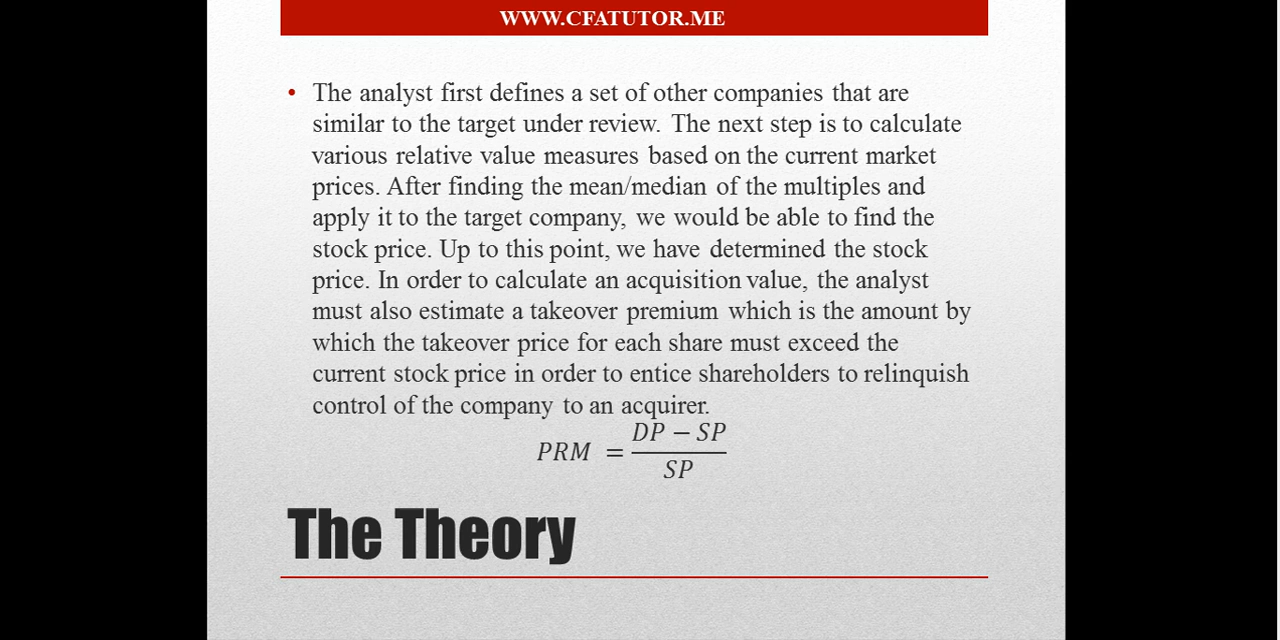 WWW.CFATUTOR.ME
• The analyst first defines a set of other companies that are
similar to the target under review. The next step is to calculate
various relative value measures based on the current market
prices. After finding the mean/median of the multiples and
apply it to the target company, we would be able to find the
stock price. Up to this point, we have determined the stock
price. In order to calculate an acquisition value, the analyst
must also estimate a takeover premium which is the amount by
which the takeover price for each share must exceed the
current stock price in order to entice shareholders to relinquish
control of the company to an acquirer.
PRM = (DP − SP) / SP
The Theory